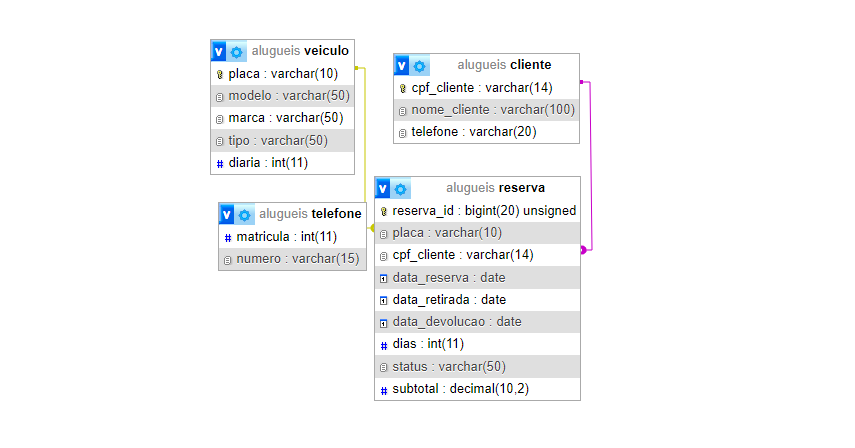 alugueis veiculo
placa : varchar(10)
modelo : varchar(50)
marca : varchar(50)
tipo : varchar(50)
diaria : int(11)
alugueis cliente
cpf_cliente : varchar(14)
nome_cliente : varchar(100)
telefone : varchar(20)
alugueis telefone
matricula : int(11)
numero : varchar(15)
alugueis reserva
reserva_id : bigint(20) unsigned
placa : varchar(10)
cpf_cliente : varchar(14)
data_reserva : date
data_retirada : date
data_devolucao : date
dias : int(11)
status : varchar(50)
subtotal : decimal(10,2)